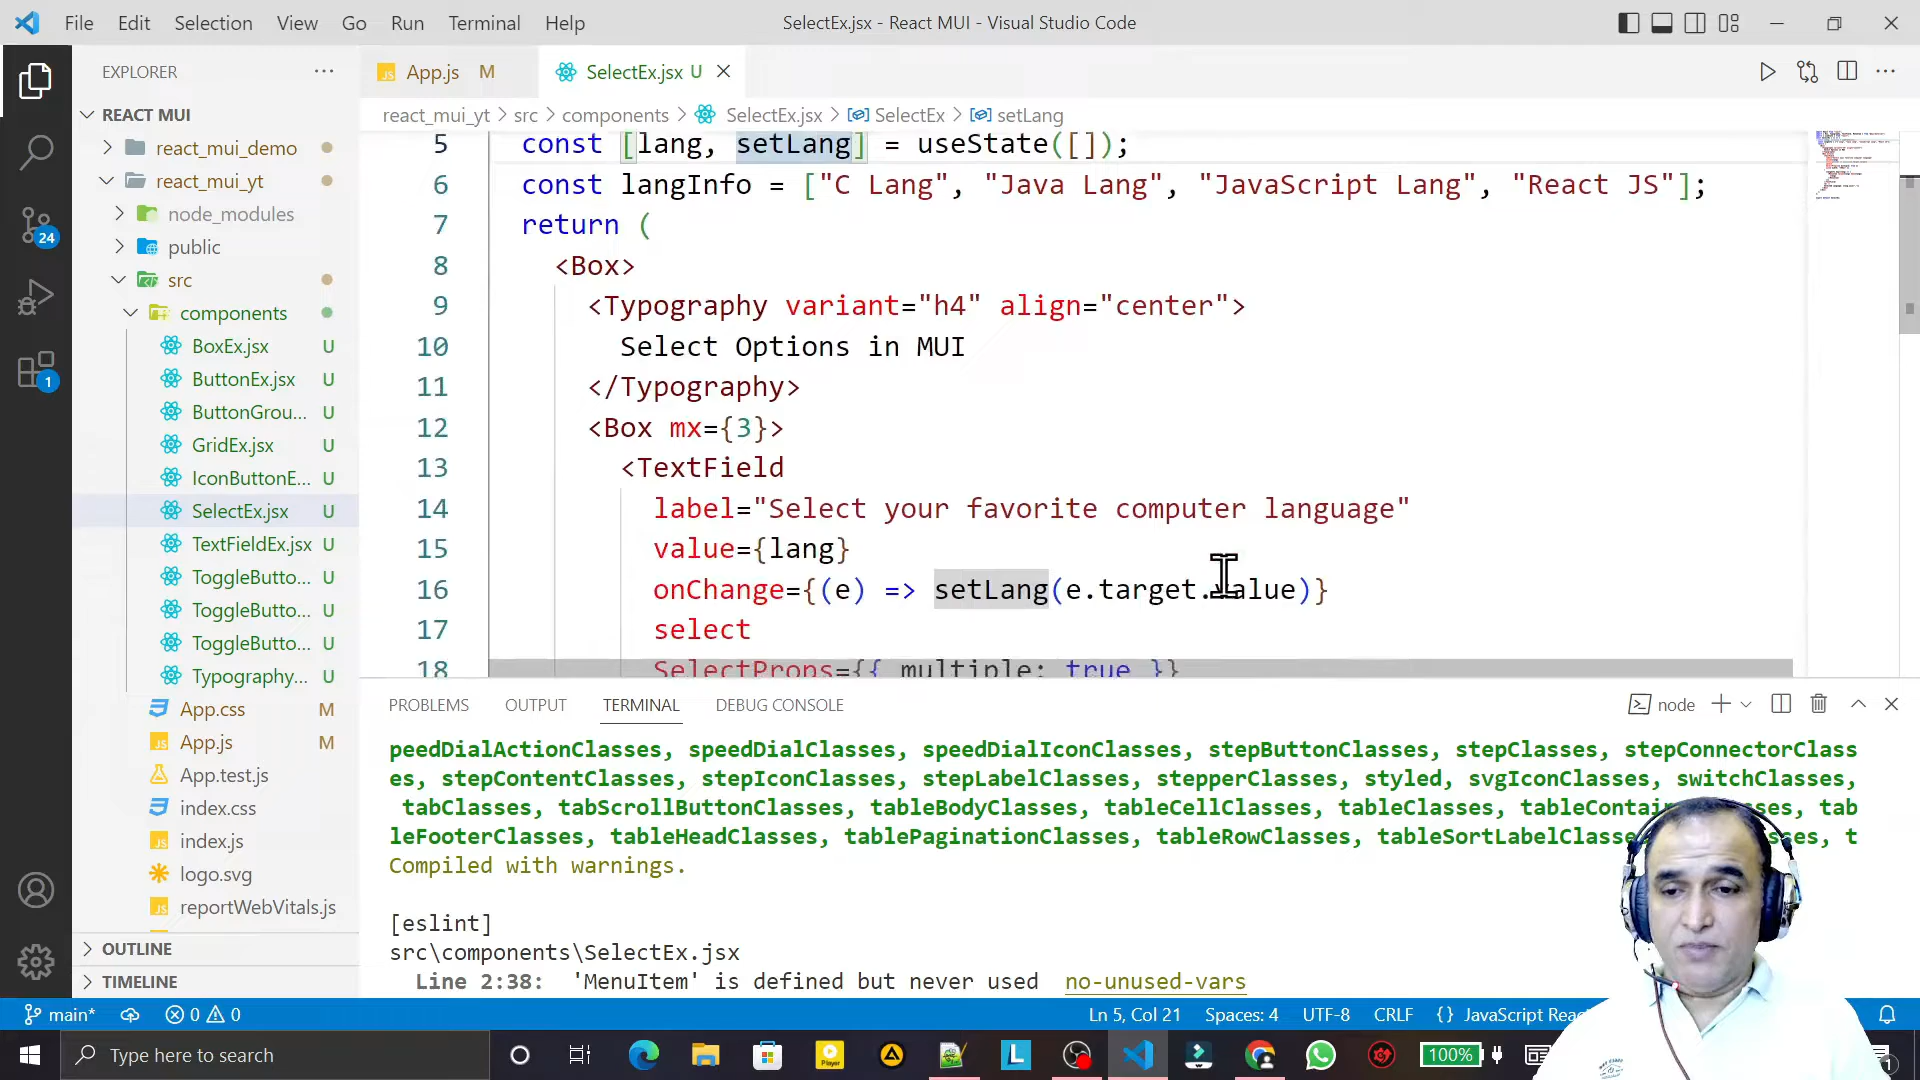 File Edit Selection View Go Run Terminal Help
SelectEx.jsx - React MUI - Visual Studio Code
EXPLORER
REACT MUI
react_mui_demo
react_mui_yt
node_modules
public
src
components
BoxEx.jsx U
ButtonEx.jsx U
ButtonGrou... U
GridEx.jsx U
IconButtonE... U
SelectEx.jsx U
TextFieldEx.jsx U
ToggleButto... U
ToggleButto... U
ToggleButto... U
Typography... U
App.css M
App.js M
App.test.js
index.css
index.js
logo.svg
reportWebVitals.js
OUTLINE
TIMELINE
24
1
App.js M
SelectEx.jsx U
react_mui_yt > src > components > SelectEx.jsx > SelectEx > setLang
5 const [lang, setLang] = useState([]);
6 const langInfo = ["C Lang", "Java Lang", "JavaScript Lang", "React JS"];
7 return (
8 <Box>
9 <Typography variant="h4" align="center">
10 Select Options in MUI
11 </Typography>
12 <Box mx={3}>
13 <TextField
14 label="Select your favorite computer language"
15 value={lang}
16 onChange={(e) => setLang(e.target.value)}
17 select
18 SelectProps={{ multiple: true }}
PROBLEMS OUTPUT TERMINAL DEBUG CONSOLE
node
peedDialActionClasses, speedDialClasses, speedDialIconClasses, stepButtonClasses, stepClasses, stepConnectorClass
es, stepContentClasses, stepIconClasses, stepLabelClasses, stepperClasses, styled, svgIconClasses, switchClasses,
tabClasses, tabScrollButtonClasses, tableBodyClasses, tableCellClasses, tableClasses, tab
leFooterClasses, tableHeadClasses, tablePaginationClasses, tableRowClasses, t
Compiled with warnings.
[eslint]
src\components\SelectEx.jsx
Line 2:38: 'MenuItem' is defined but never used no-unused-vars
main* 0 0
Ln 5, Col 21 Spaces: 4 UTF-8 CRLF {} JavaScript
Type here to search
Player
L
100%
1